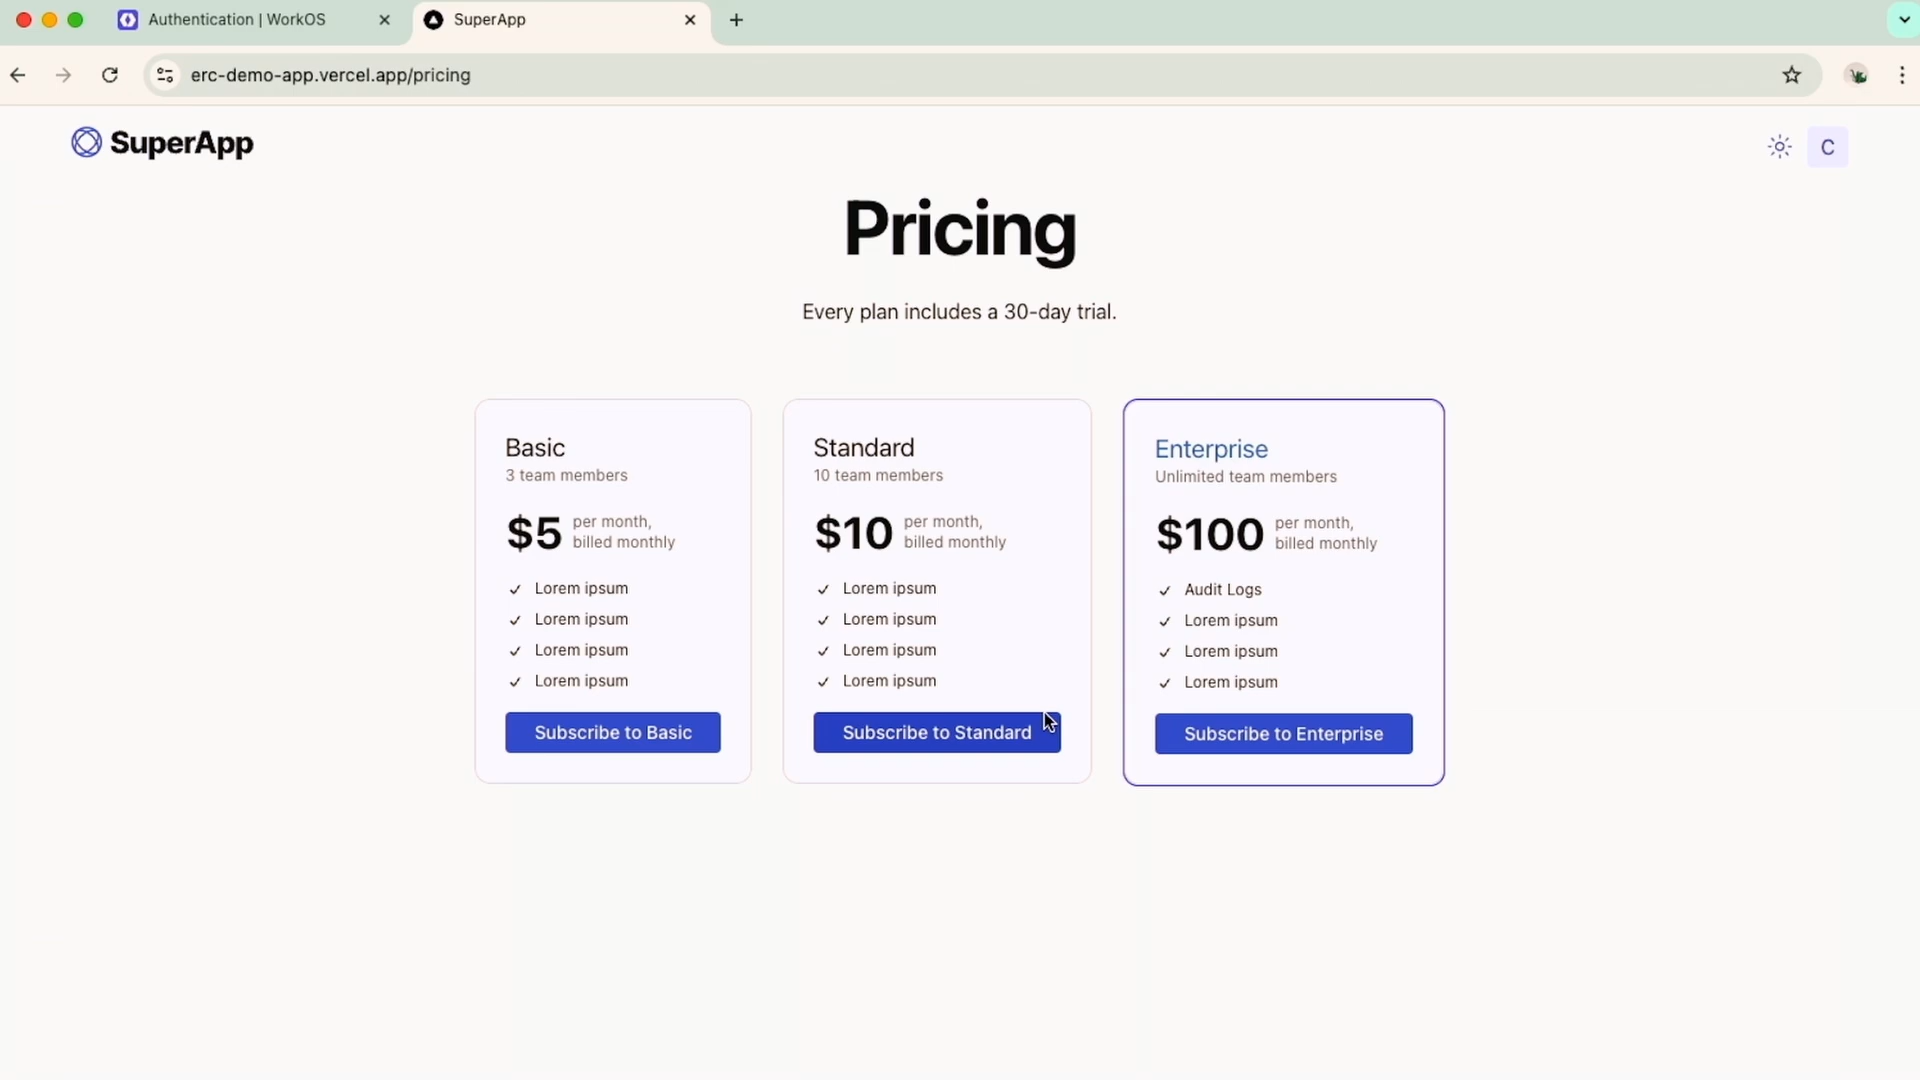 Authentication | WorkOS
SuperApp
erc-demo-app.vercel.app/pricing
SuperApp
C
Pricing
Every plan includes a 30-day trial.
Basic
3 team members
$5 per month,
billed monthly
Lorem ipsum
Lorem ipsum
Lorem ipsum
Lorem ipsum
Subscribe to Basic
Standard
10 team members
$10 per month,
billed monthly
Lorem ipsum
Lorem ipsum
Lorem ipsum
Lorem ipsum
Subscribe to Standard
Enterprise
Unlimited team members
$100 per month,
billed monthly
Audit Logs
Lorem ipsum
Lorem ipsum
Lorem ipsum
Subscribe to Enterprise